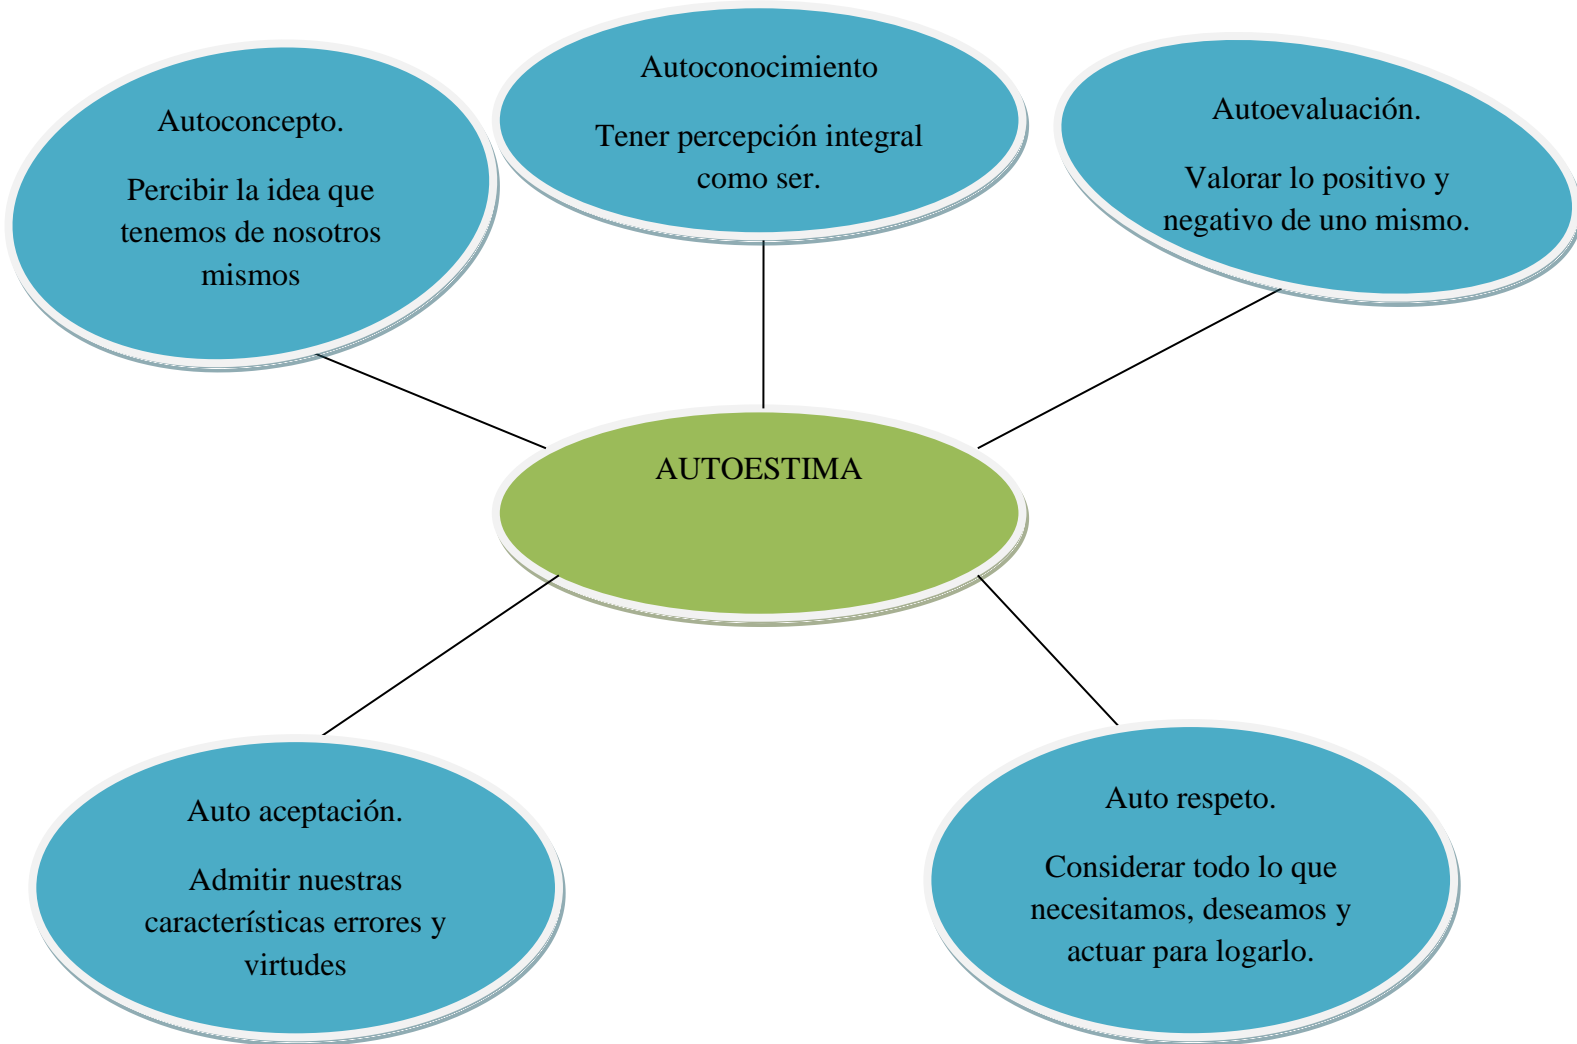 Autoconcepto.
Percibir la idea que
tenemos de nosotros
mismos
Autoconocimiento
Tener percepción integral
como ser.
Autoevaluación.
Valorar lo positivo y
negativo de uno mismo.
AUTOESTIMA
Auto aceptación.
Admitir nuestras
características errores y
virtudes
Auto respeto.
Considerar todo lo que
necesitamos, deseamos y
actuar para logarlo.